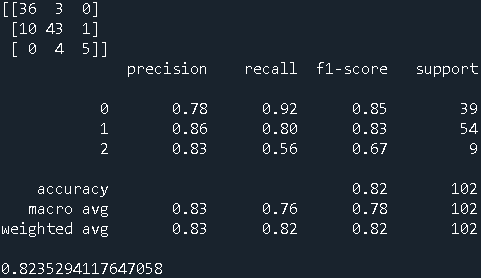 [[36  3  0]
 [10 43  1]
 [ 0  4  5]]
              precision    recall  f1-score   support

           0       0.78      0.92      0.85        39
           1       0.86      0.80      0.83        54
           2       0.83      0.56      0.67         9

    accuracy                           0.82       102
   macro avg       0.83      0.76      0.78       102
weighted avg       0.83      0.82      0.82       102

0.8235294117647058